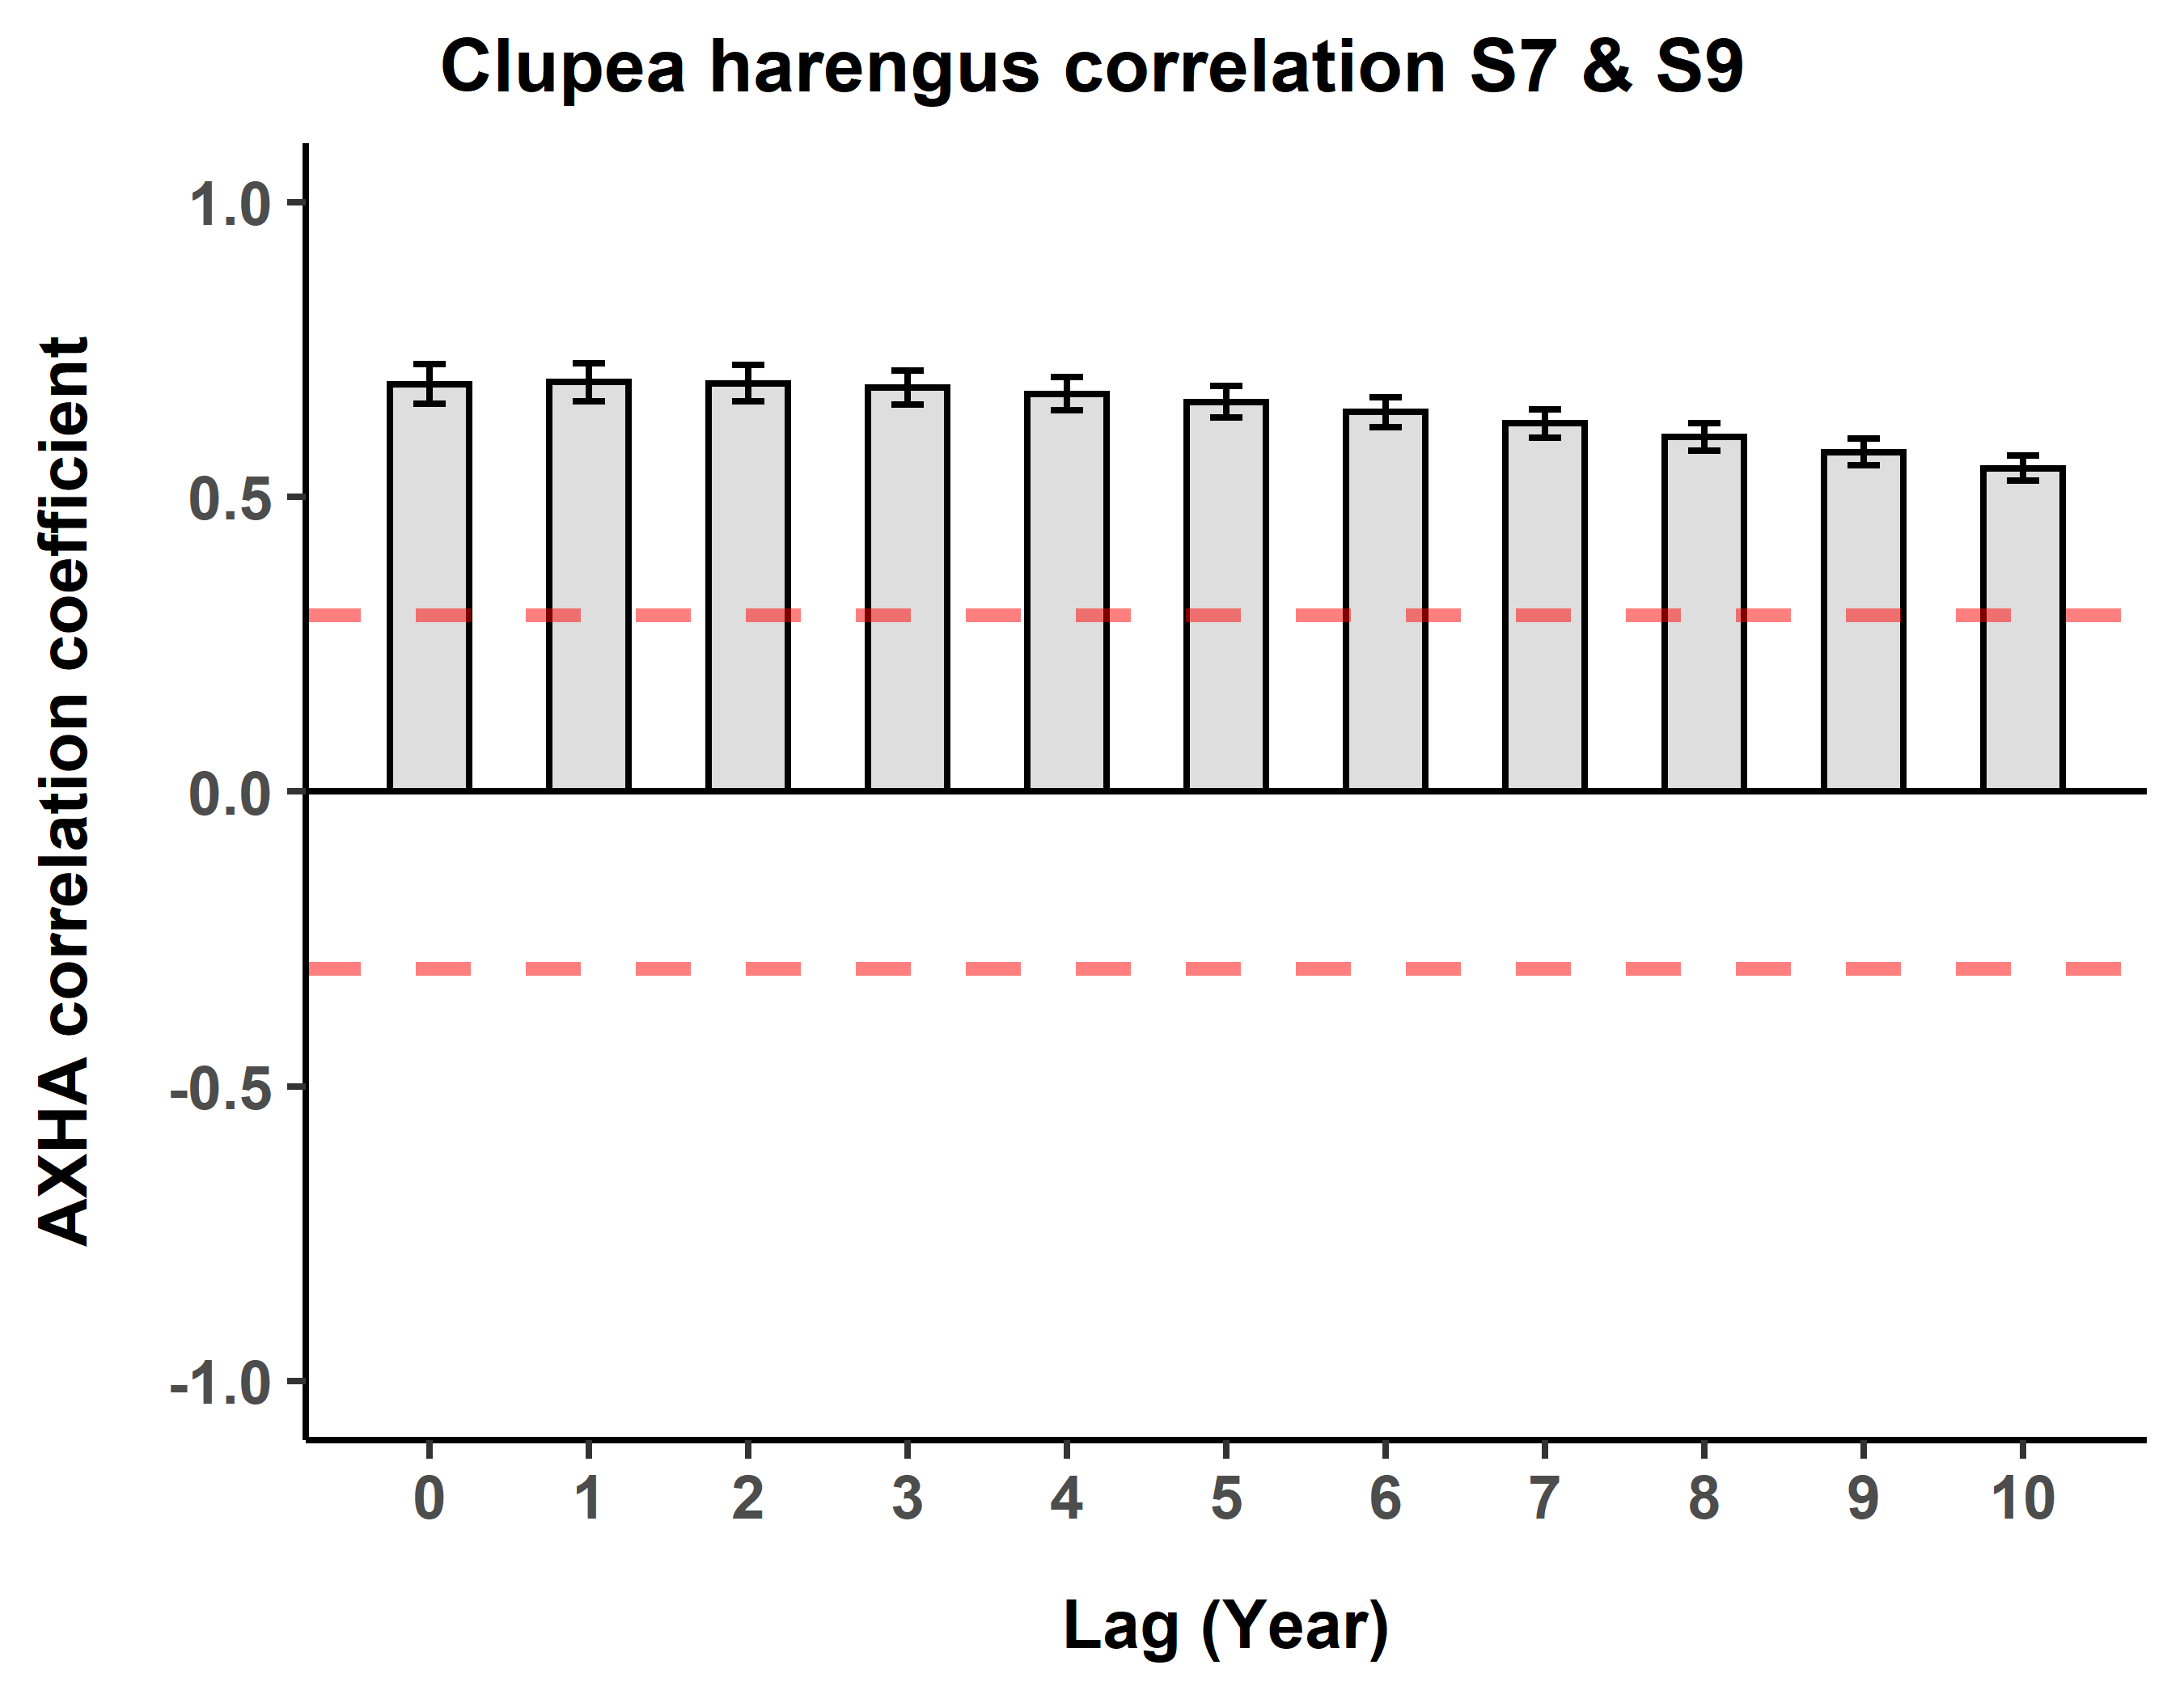 Clupea harengus correlation S7 & S9
AXHA correlation coefficient
1.0
0.5
0.0
-0.5
-1.0
0 1 2 3 4 5 6 7 8 9 10
Lag (Year)